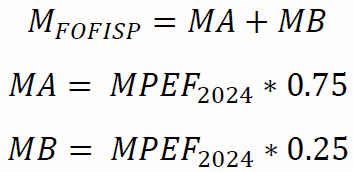 M_FOFISP = MA + MB
MA = MPEF_2024 * 0.75
MB = MPEF_2024 * 0.25